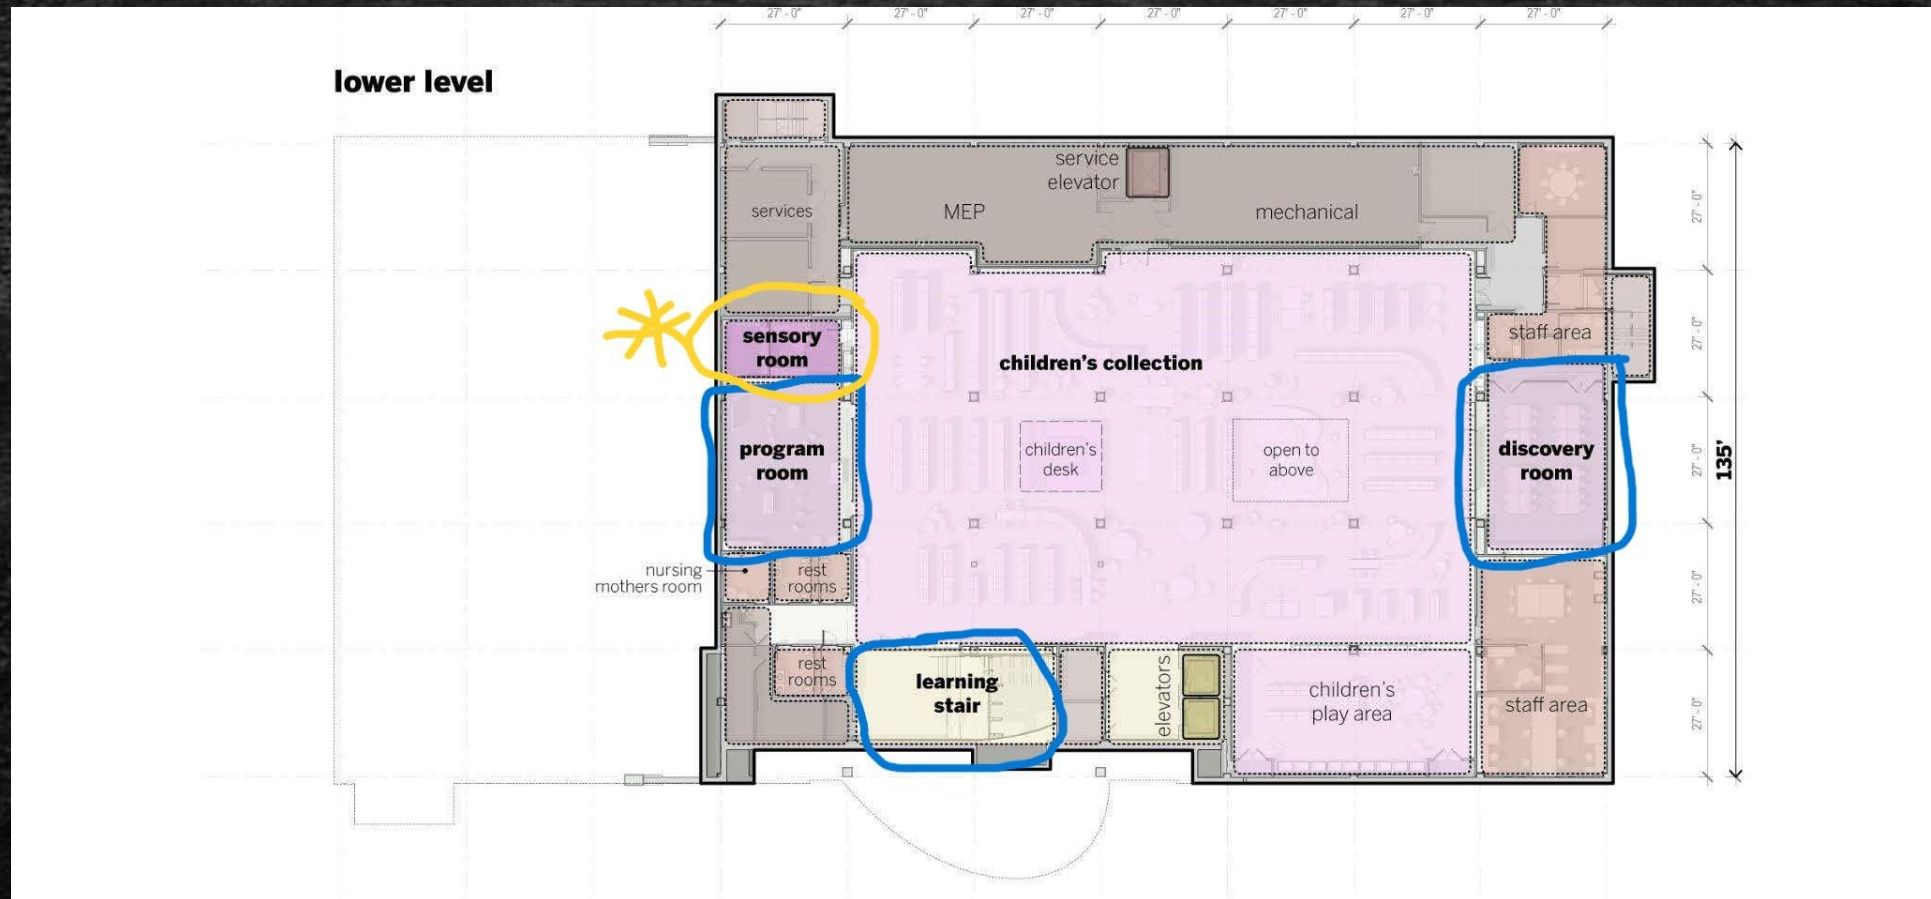 27' - 0"
27' - 0"
27' - 0"
27' - 0"
27' - 0"
27' - 0"
27' - 0"
lower level
service
elevator
services
MEP
mechanical
27' - 0"
sensory
room
children's collection
staff area
27' - 0"
program
room
children's
desk
open to
above
discovery
room
27' - 0"
135'
nursing
mothers room
rest
rooms
27' - 0"
rest
rooms
learning
stair
elevators
children's
play area
staff area
27' - 0"